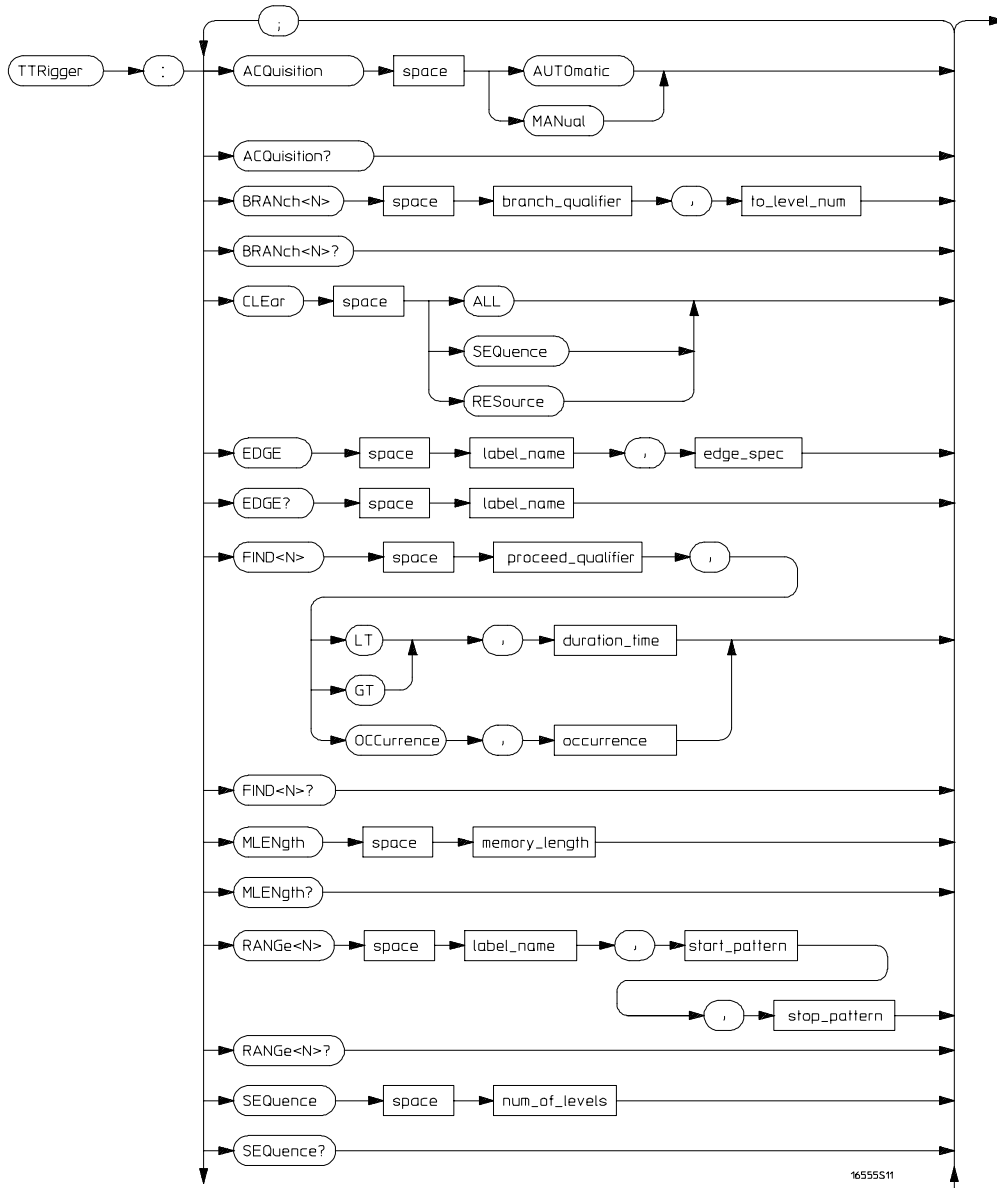 ;
TTRigger : ACQuisition space AUTOmatic
MANual
ACQuisition?
BRANch<N> space branch_qualifier , to_level_num
BRANch<N>?
CLEar space ALL
SEQuence
RESource
EDGE space label_name , edge_spec
EDGE? space label_name
FIND<N> space proceed_qualifier ,
LT , duration_time
GT
OCCurrence , occurrence
FIND<N>?
MLENgth space memory_length
MLENgth?
RANGe<N> space label_name , start_pattern
, stop_pattern
RANGe<N>?
SEQuence space num_of_levels
SEQuence?
16555S11